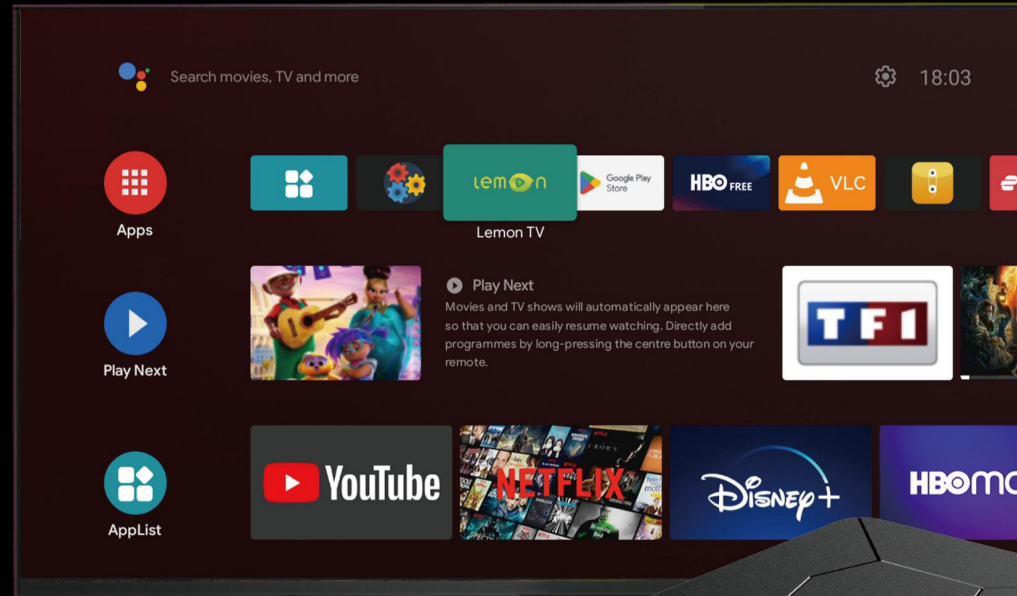 Search movies, TV and more
18:03
Apps
Lemon
Google Play
Store
HBO FREE
VLC
Lemon TV
Play Next
Play Next
Movies and TV shows will automatically appear here
so that you can easily resume watching. Directly add
programmes by long-pressing the centre button on your
remote.
TF1
AppList
YouTube
NETFLIX
Disney+
HBOmo